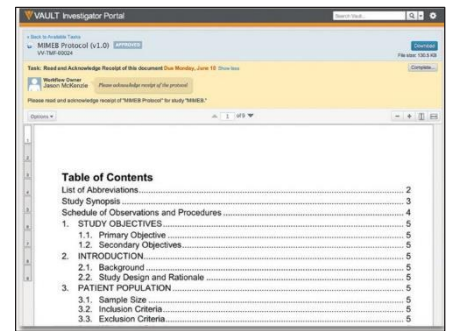 VAULT Investigator Portal
Search Vault...
« Back to Available Tasks
MIMEB Protocol (v1.0) APPROVED
VV-TMF-00024
Download
File size: 130.5 KB
Task: Read and Acknowledge Receipt of this document Due Monday, June 15 Show less
Complete...
Workflow Owner
Jason McKenzie
Please acknowledge receipt of the protocol
Please read and acknowledge receipt of "MIMEB Protocol" for study "MIMEB."
Options
1 of 5
Table of Contents
List of Abbreviations 2
Study Synopsis 3
Schedule of Observations and Procedures 4
1. STUDY OBJECTIVES 5
1.1. Primary Objective 5
1.2. Secondary Objectives 5
2. INTRODUCTION 5
2.1. Background 5
2.2. Study Design and Rationale 5
3. PATIENT POPULATION 5
3.1. Sample Size 5
3.2. Inclusion Criteria 5
3.3. Exclusion Criteria 5